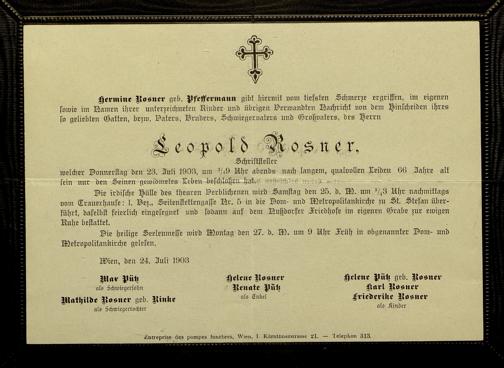 Hermine Rosner geb. Pfeffermann gibt hiermit vom tiefsten Schmerze ergriffen, im eigenen
sowie im Namen ihrer unterzeichneten Kinder und übrigen Verwandten Nachricht von dem Hinscheiden ihres
so geliebten Gatten, bezw. Vaters, Bruders, Schwiegervaters und Großvaters, des Herrn
Leopold Rosner,
Schriftsteller
welcher Donnerstag den 23. Juli 1903, um ¾9 Uhr abends nach langem, qualvollen Leiden 66 Jahre alt
sein nur den Seinen gewidmetes Leben beschlossen hat.
Die irdische Hülle des theuren Verblichenen wird Samstag den 25. d. M. um ½3 Uhr nachmittags
vom Trauerhause: I. Bez., Seitenstettengasse Nr. 5 in die Dom- und Metropolitankirche zu St. Stefan über-
führt, daselbst feierlich eingesegnet und sodann auf dem Nußdorfer Friedhofe im eigenen Grabe zur ewigen
Ruhe bestattet.
Die heilige Seelenmesse wird Montag den 27. d. M. um 9 Uhr Früh in obgenannter Dom- und
Metropolitankirche gelesen.
Wien, den 24. Juli 1903
Max Pütz
als Schwiegersohn
Mathilde Rosner geb. Rinke
als Schwiegertochter
Helene Rosner
Renate Pütz
als Enkel
Helene Pütz geb. Rosner
Karl Rosner
Friederike Rosner
als Kinder
Entreprise des pompes funebres, Wien, I. Kärntnerstrasse 21. — Telephon 313.